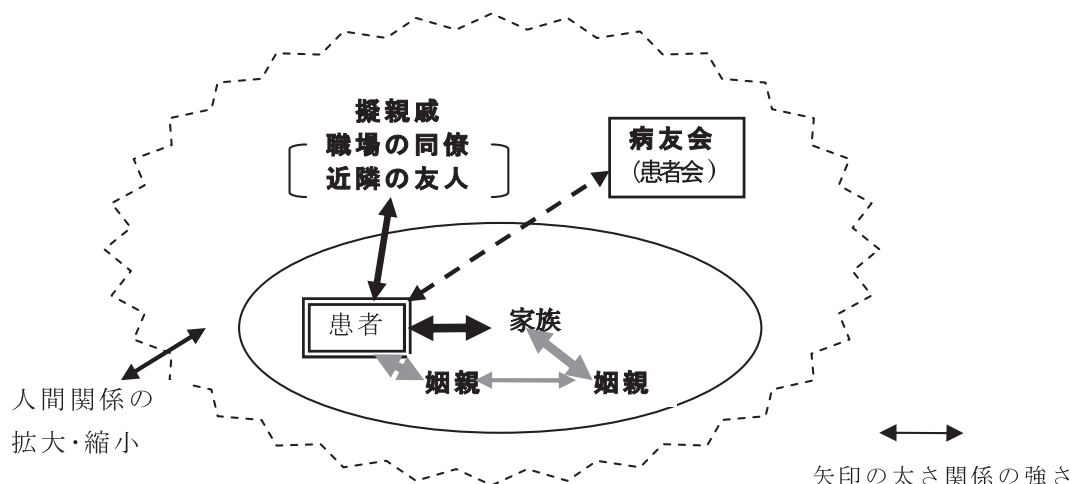 擬親戚
職場の同僚
近隣の友人
病友会
(患者会)
患者
家族
姻親
姻親
人間関係の
拡大・縮小
矢印の太さ関係の強さ